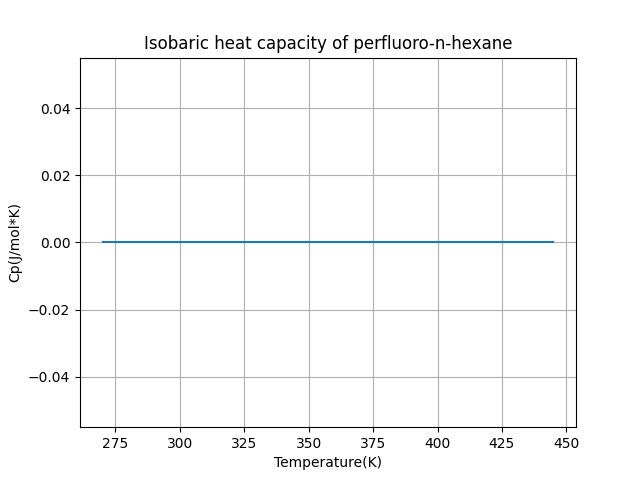 Isobaric heat capacity of perfluoro-n-hexane
Cp(J/mol*K)
0.04
0.02
0.00
−0.02
−0.04
275 300 325 350 375 400 425 450
Temperature(K)